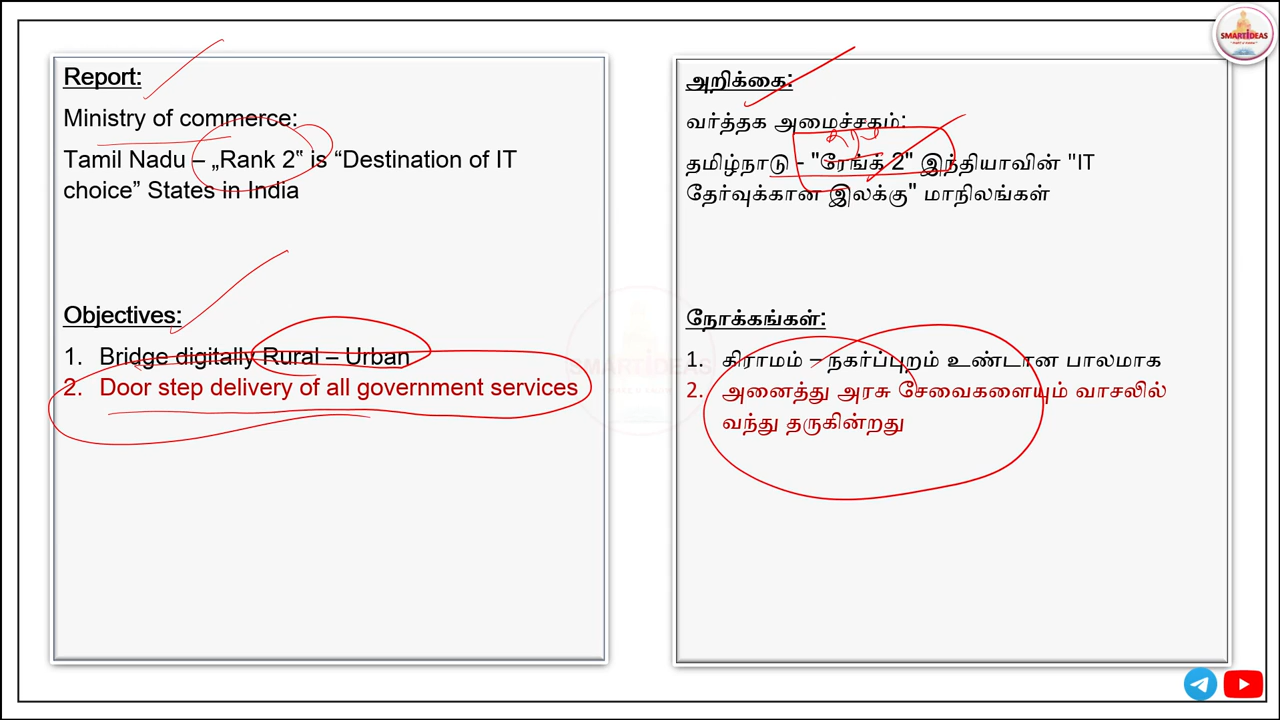 SMARTIDEAS
Report:
Ministry of commerce:
Tamil Nadu – „Rank 2‟ is “Destination of IT
choice” States in India
Objectives:
1. Bridge digitally Rural – Urban
2. Door step delivery of all government services
அறிக்கை:
வர்த்தக அமைச்சகம்:
தமிழ்நாடு - "ரேங்க் 2" இந்தியாவின் "IT
தேர்வுக்கான இலக்கு" மாநிலங்கள்
நோக்கங்கள்:
1. கிராமம் – நகர்ப்புறம் உண்டான பாலமாக
2. அனைத்து அரசு சேவைகளையும் வாசலில்
வந்து தருகின்றது
SMARTIDEAS